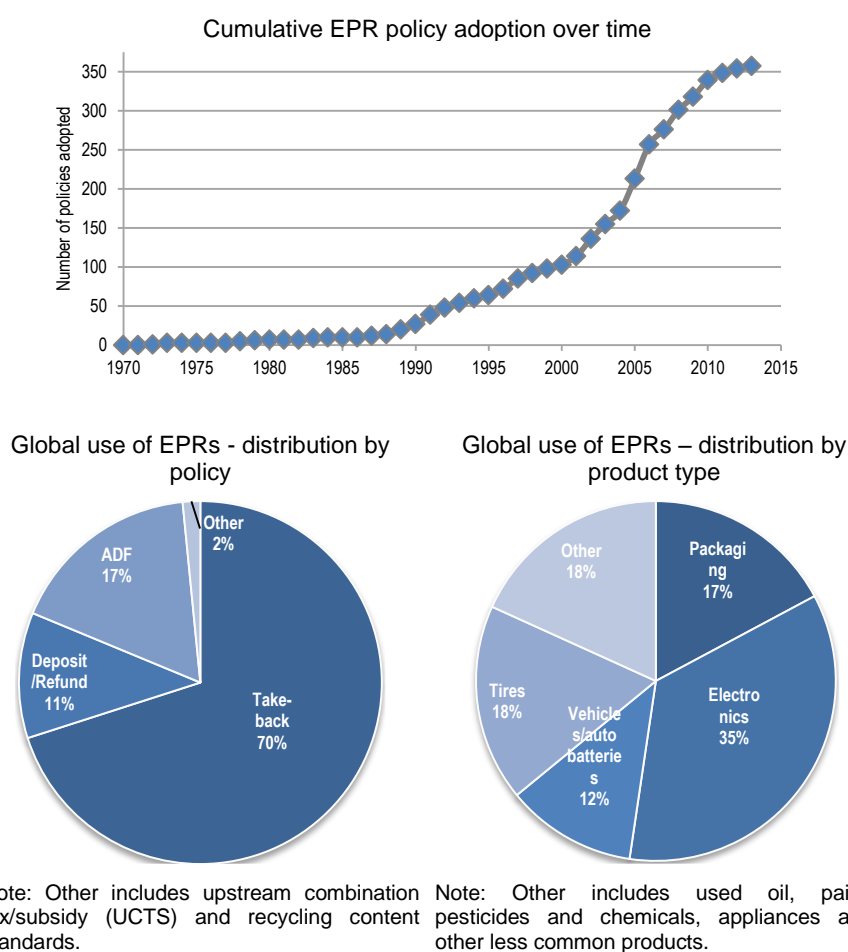 Cumulative EPR policy adoption over time
Number of policies adopted
350
300
250
200
150
100
50
0
1970 1975 1980 1985 1990 1995 2000 2005 2010 2015
Global use of EPRs - distribution by
policy
Other
2%
ADF
17%
Deposit
/Refund
11%
Take-
back
70%
Global use of EPRs – distribution by
product type
Other
18%
Packagi
ng
17%
Tires
18%
Vehicle
s/auto
batterie
s
12%
Electro
nics
35%
ote: Other includes upstream combination
x/subsidy (UCTS) and recycling content
andards.
Note: Other includes used oil, pai
pesticides and chemicals, appliances a
other less common products.